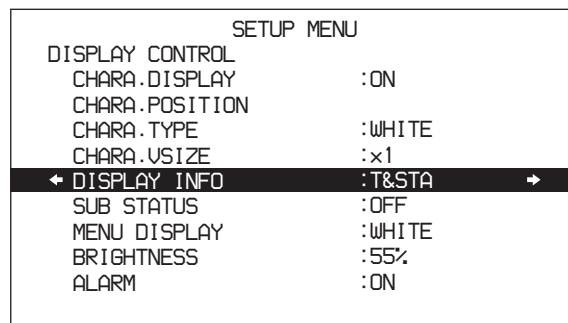 SETUP MENU
DISPLAY CONTROL
CHARA.DISPLAY :ON
CHARA.POSITION
CHARA.TYPE :WHITE
CHARA.VSIZE :×1
← DISPLAY INFO :T&STA →
SUB STATUS :OFF
MENU DISPLAY :WHITE
BRIGHTNESS :55%
ALARM :ON